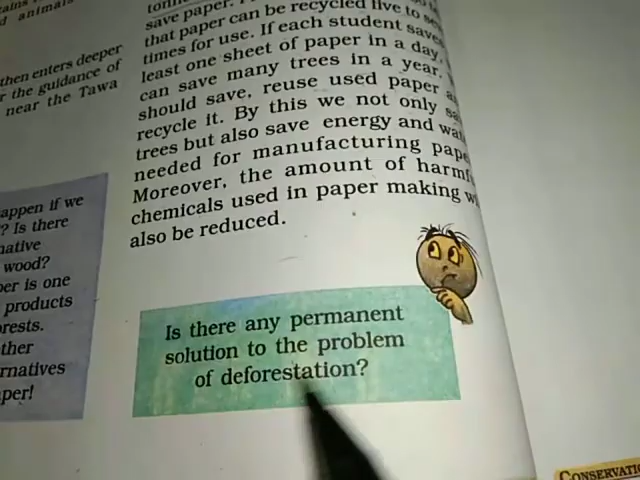 d animals
then enters deeper
r the guidance of
near the Tawa
appen if we
? Is there
native
wood?
per is one
products
rests.
ther
rnatives
per!
save paper.
that paper can be recycled five to
times for use. If each student saves
least one sheet of paper in a day,
can save many trees in a year.
should save, reuse used paper
recycle it. By this we not only
trees but also save energy and
needed for manufacturing
Moreover, the amount of
chemicals used in paper making
also be reduced.
Is there any permanent
solution to the problem
of deforestation?
CONSERVATIO